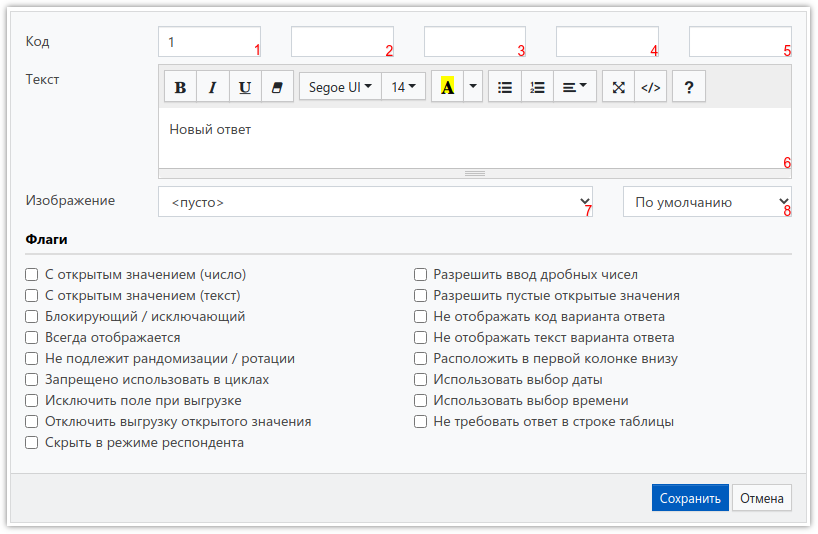 Код 1 1 2 3 4 5
Текст B I U Segoe UI 14 A </> ?
Новый ответ
6
Изображение <пусто> 7 По умолчанию 8
Флаги
С открытым значением (число) Разрешить ввод дробных чисел
С открытым значением (текст) Разрешить пустые открытые значения
Блокирующий / исключающий Не отображать код варианта ответа
Всегда отображается Не отображать текст варианта ответа
Не подлежит рандомизации / ротации Расположить в первой колонке внизу
Запрещено использовать в циклах Использовать выбор даты
Исключить поле при выгрузке Использовать выбор времени
Отключить выгрузку открытого значения Не требовать ответ в строке таблицы
Скрыть в режиме респондента
Сохранить Отмена